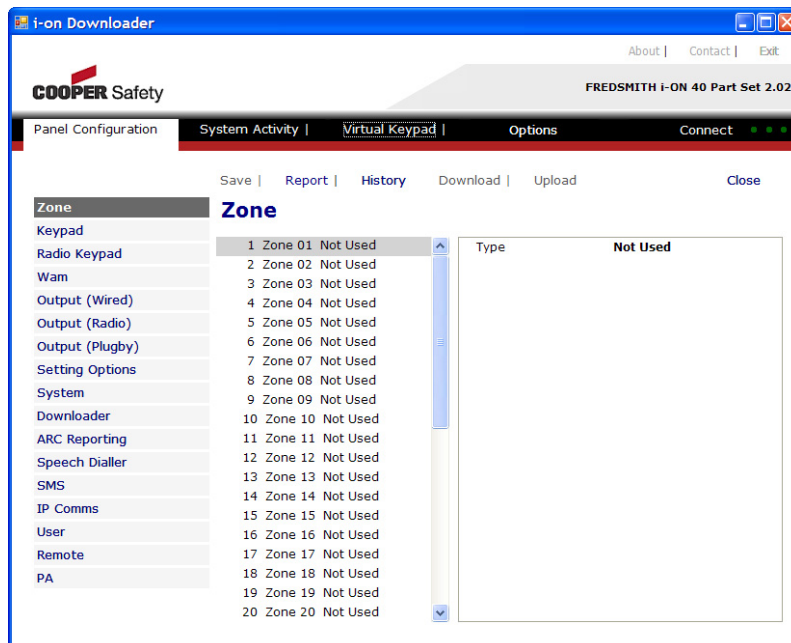 i-on Downloader
About | Contact | Exit
COOPER Safety
FREDSMITH i-ON 40 Part Set 2.02
Panel Configuration System Activity | Virtual Keypad | Options Connect
Save | Report | History Download | Upload Close
Zone
Keypad
Radio Keypad
Wam
Output (Wired)
Output (Radio)
Output (Plugby)
Setting Options
System
Downloader
ARC Reporting
Speech Dialler
SMS
IP Comms
User
Remote
PA
Zone
1 Zone 01 Not Used
2 Zone 02 Not Used
3 Zone 03 Not Used
4 Zone 04 Not Used
5 Zone 05 Not Used
6 Zone 06 Not Used
7 Zone 07 Not Used
8 Zone 08 Not Used
9 Zone 09 Not Used
10 Zone 10 Not Used
11 Zone 11 Not Used
12 Zone 12 Not Used
13 Zone 13 Not Used
14 Zone 14 Not Used
15 Zone 15 Not Used
16 Zone 16 Not Used
17 Zone 17 Not Used
18 Zone 18 Not Used
19 Zone 19 Not Used
20 Zone 20 Not Used
Type Not Used